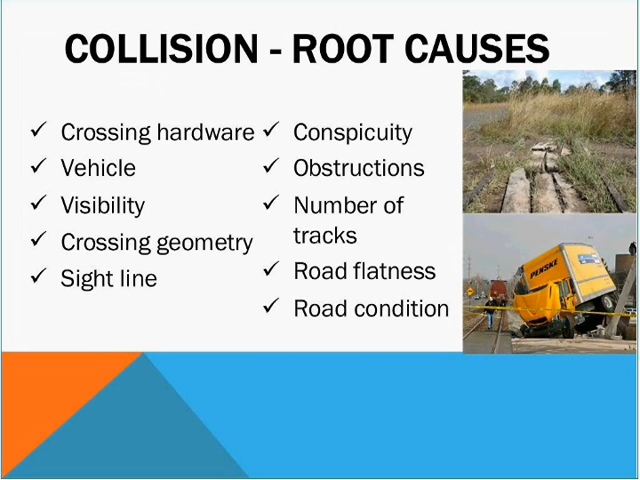 COLLISION - ROOT CAUSES
✓ Crossing hardware
✓ Vehicle
✓ Visibility
✓ Crossing geometry
✓ Sight line
✓ Conspicuity
✓ Obstructions
✓ Number of
tracks
✓ Road flatness
✓ Road condition
PENSKE